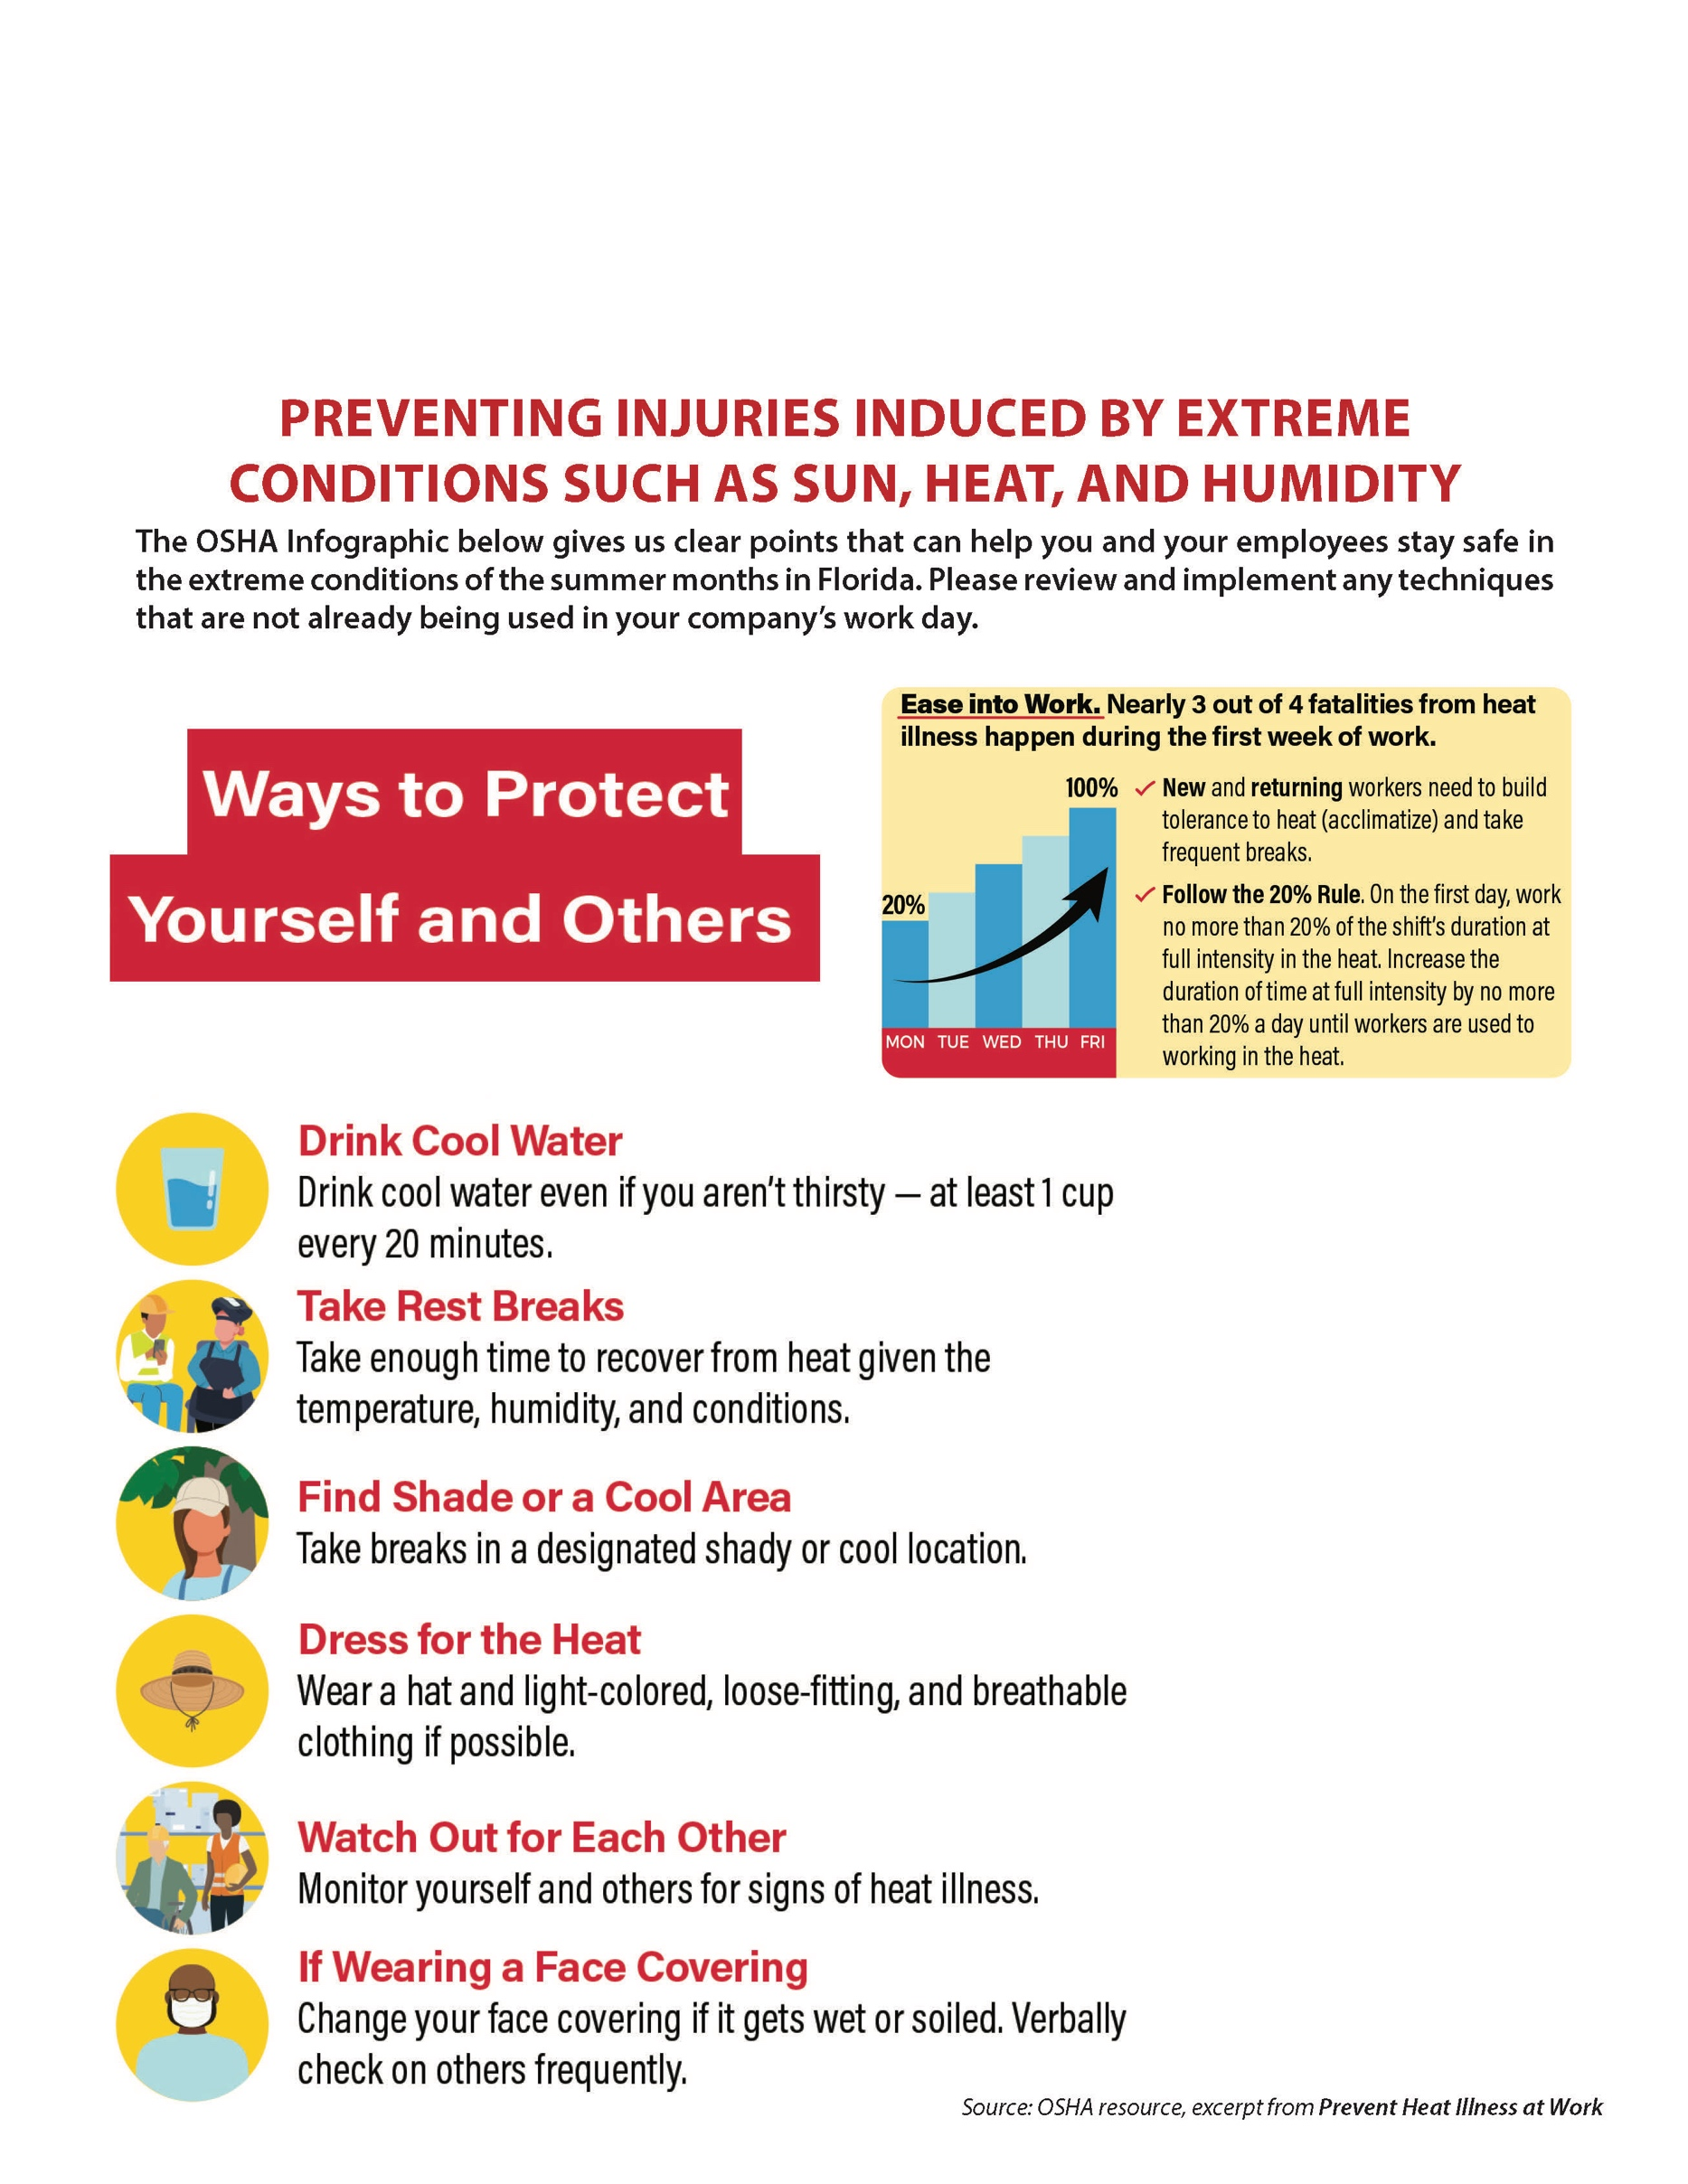 PREVENTING INJURIES INDUCED BY EXTREME
CONDITIONS SUCH AS SUN, HEAT, AND HUMIDITY
The OSHA Infographic below gives us clear points that can help you and your employees stay safe in
the extreme conditions of the summer months in Florida. Please review and implement any techniques
that are not already being used in your company’s work day.
Ways to Protect
Yourself and Others
Ease into Work. Nearly 3 out of 4 fatalities from heat
illness happen during the first week of work.
100%
20%
MON TUE WED THU FRI
✓ New and returning workers need to build
tolerance to heat (acclimatize) and take
frequent breaks.
✓ Follow the 20% Rule. On the first day, work
no more than 20% of the shift’s duration at
full intensity in the heat. Increase the
duration of time at full intensity by no more
than 20% a day until workers are used to
working in the heat.
Drink Cool Water
Drink cool water even if you aren’t thirsty — at least 1 cup
every 20 minutes.
Take Rest Breaks
Take enough time to recover from heat given the
temperature, humidity, and conditions.
Find Shade or a Cool Area
Take breaks in a designated shady or cool location.
Dress for the Heat
Wear a hat and light-colored, loose-fitting, and breathable
clothing if possible.
Watch Out for Each Other
Monitor yourself and others for signs of heat illness.
If Wearing a Face Covering
Change your face covering if it gets wet or soiled. Verbally
check on others frequently.
Source: OSHA resource, excerpt from Prevent Heat Illness at Work